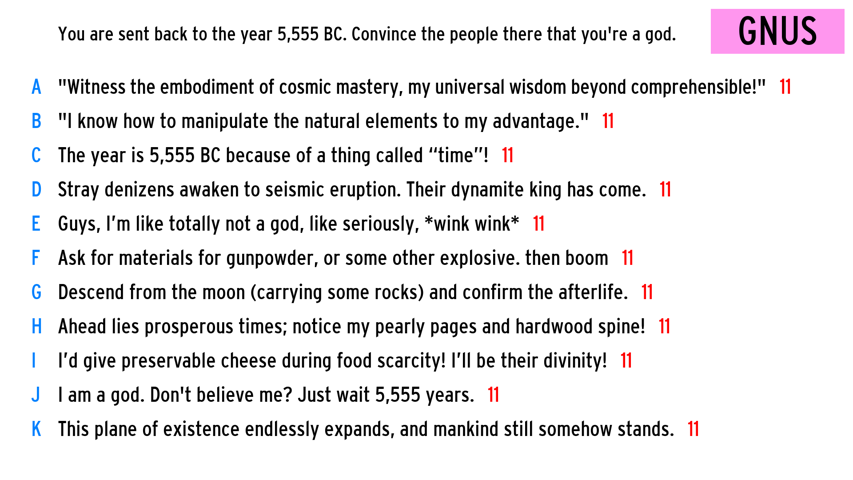 You are sent back to the year 5,555 BC. Convince the people there that you're a god.
GNUS
A "Witness the embodiment of cosmic mastery, my universal wisdom beyond comprehensible!" 11
B "I know how to manipulate the natural elements to my advantage." 11
C The year is 5,555 BC because of a thing called “time”! 11
D Stray denizens awaken to seismic eruption. Their dynamite king has come. 11
E Guys, I’m like totally not a god, like seriously, *wink wink* 11
F Ask for materials for gunpowder, or some other explosive. then boom 11
G Descend from the moon (carrying some rocks) and confirm the afterlife. 11
H Ahead lies prosperous times; notice my pearly pages and hardwood spine! 11
I I’d give preservable cheese during food scarcity! I’ll be their divinity! 11
J I am a god. Don't believe me? Just wait 5,555 years. 11
K This plane of existence endlessly expands, and mankind still somehow stands. 11